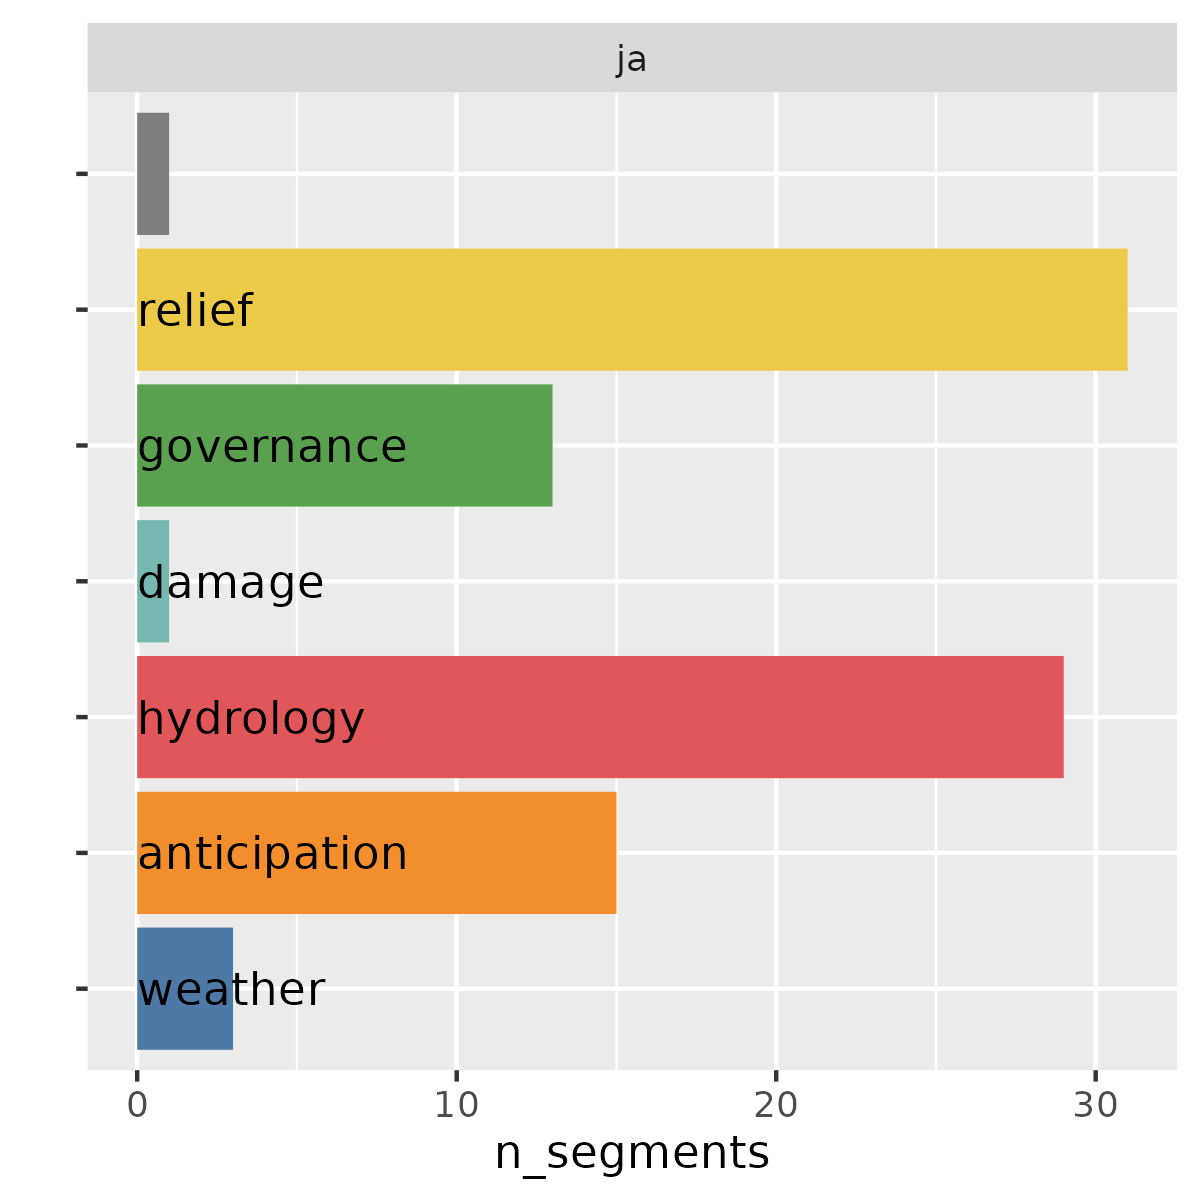 ja
relief
governance
damage
hydrology
anticipation
weather
0 10 20 30
n_segments